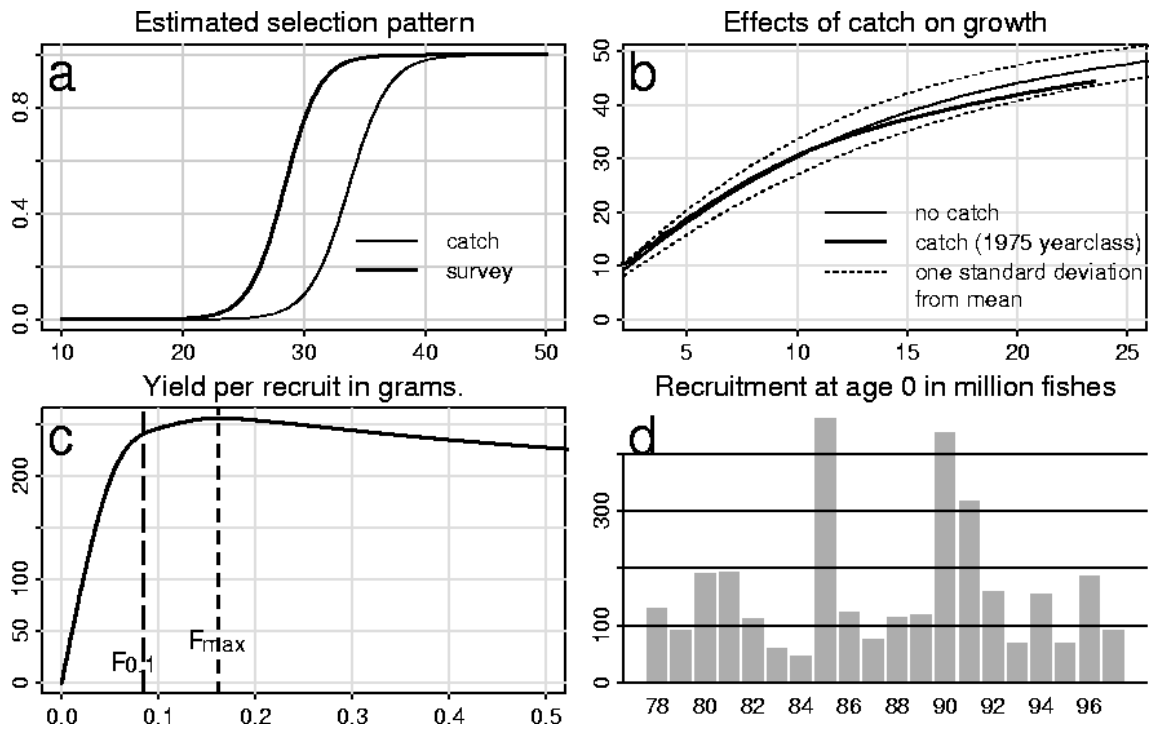 Estimated selection pattern
a
0.8
0.4
0.0
catch
survey
10 20 30 40 50
Effects of catch on growth
b
50
40
30
20
10
0
no catch
catch (1975 yearclass)
one standard deviation
from mean
5 10 15 20 25
Yield per recruit in grams.
c
200
100
50
0
F0.1
Fmax
0.0 0.1 0.2 0.3 0.4 0.5
Recruitment at age 0 in million fishes
d
300
100
0
78 80 82 84 86 88 90 92 94 96